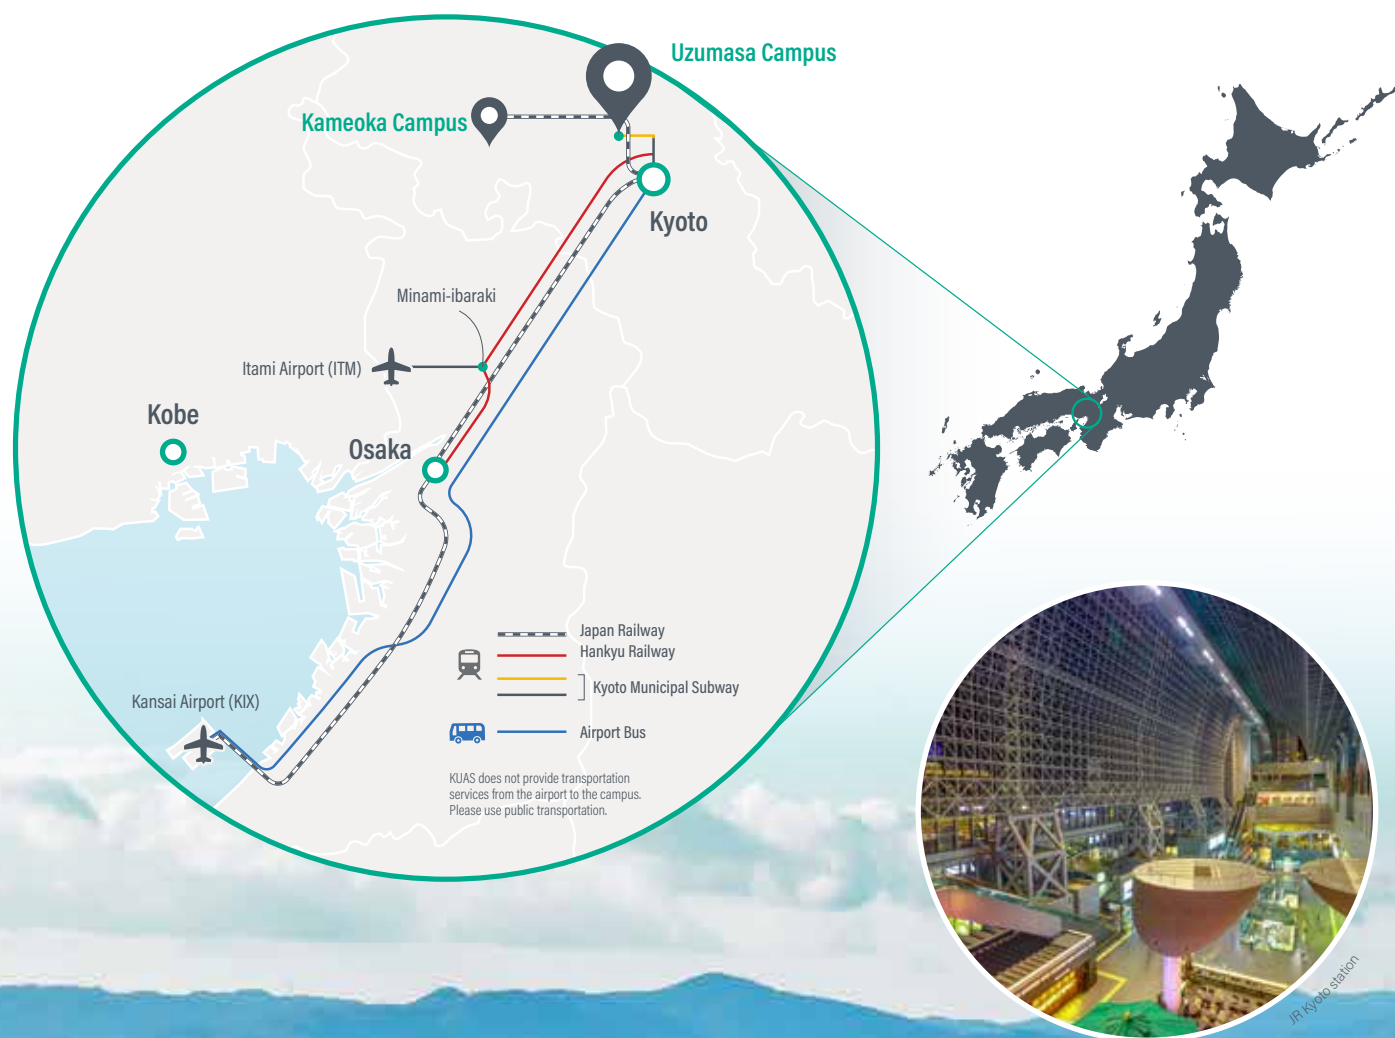 Uzumasa Campus
Kameoka Campus
Kyoto
Minami-ibaraki
Itami Airport (ITM)
Kobe
Osaka
Kansai Airport (KIX)
Japan Railway
Hankyu Railway
Kyoto Municipal Subway
Airport Bus
KUAS does not provide transportation
services from the airport to the campus.
Please use public transportation.
JR Kyoto station